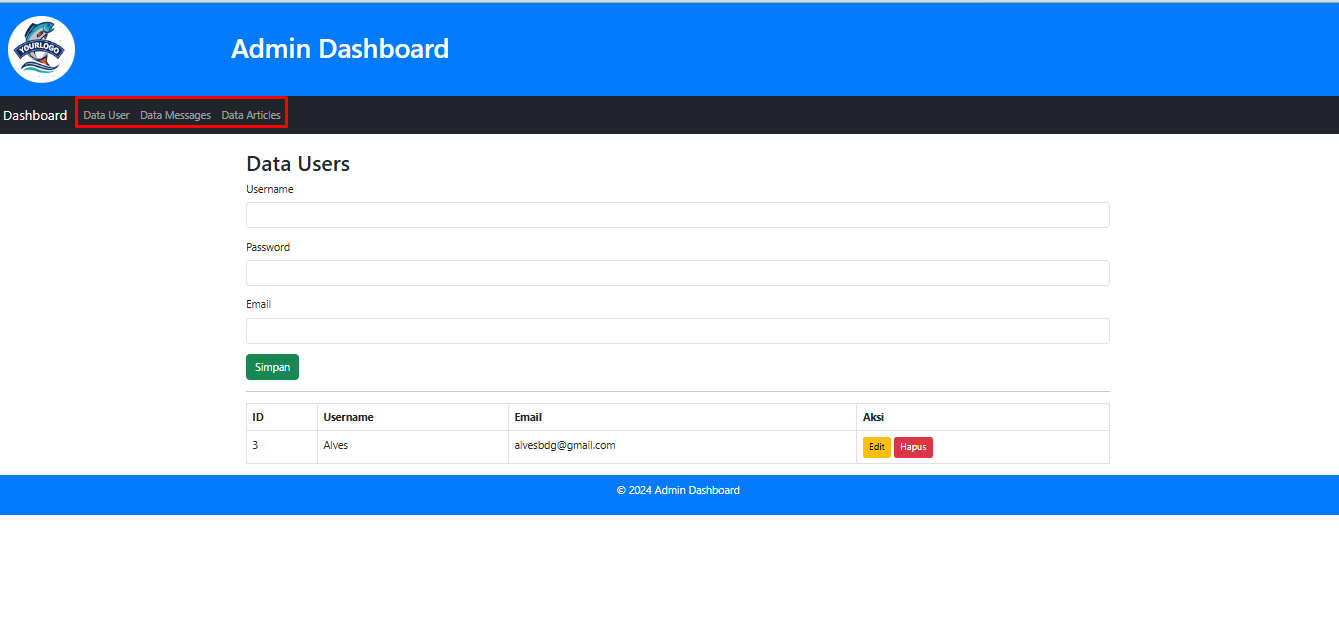 YOURLOGO
Admin Dashboard
Dashboard Data User Data Messages Data Articles
Data Users
Username
Password
Email
Simpan
ID Username Email Aksi
3 Alves alvesbdg@gmail.com Edit Hapus
© 2024 Admin Dashboard